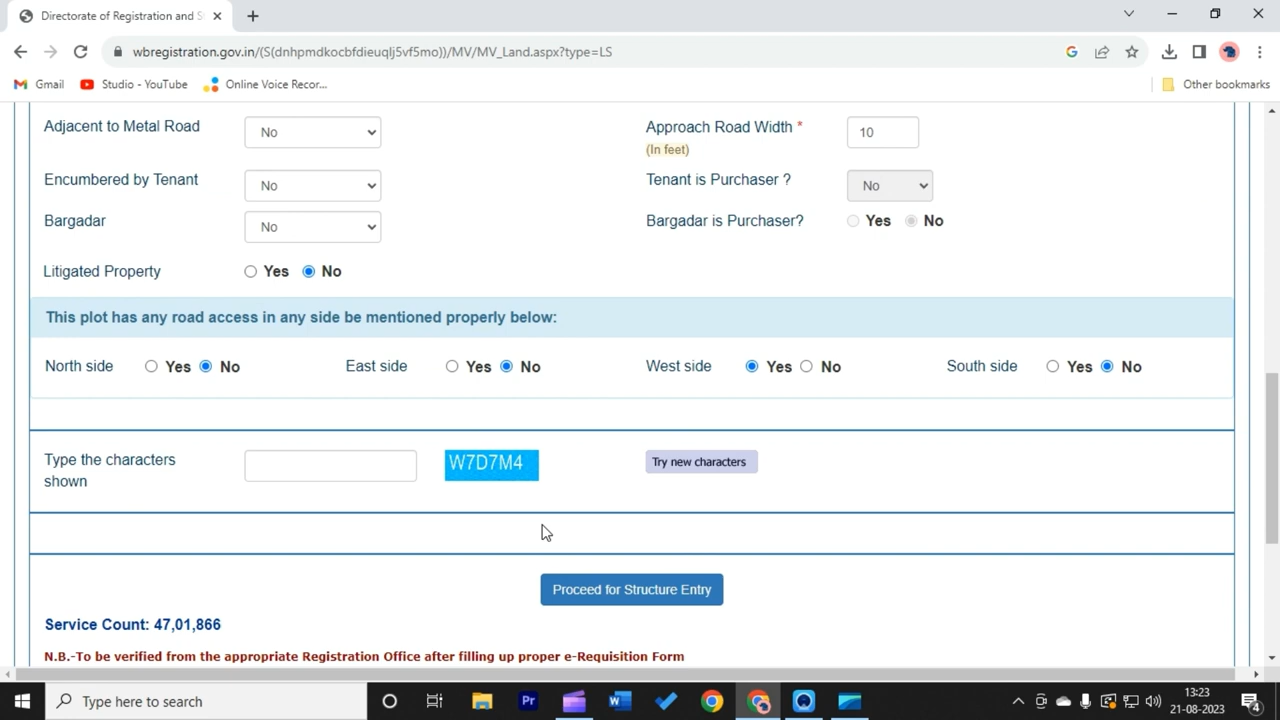 Directorate of Registration and S
wbregistration.gov.in/(S(dnhpmdkocbfdieuqlj5vf5mo))/MV/MV_Land.aspx?type=LS
Gmail Studio - YouTube Online Voice Recor... Other bookmarks
Adjacent to Metal Road No Approach Road Width * 10
(In feet)
Encumbered by Tenant No Tenant is Purchaser ? No
Bargadar No Bargadar is Purchaser? Yes No
Litigated Property Yes No
This plot has any road access in any side be mentioned properly below:
North side Yes No East side Yes No West side Yes No South side Yes No
Type the characters shown W7D7M4 Try new characters
Proceed for Structure Entry
Service Count: 47,01,866
N.B.-To be verified from the appropriate Registration Office after filling up proper e-Requisition Form
Type here to search Pr W 13:23
21-08-2023 4